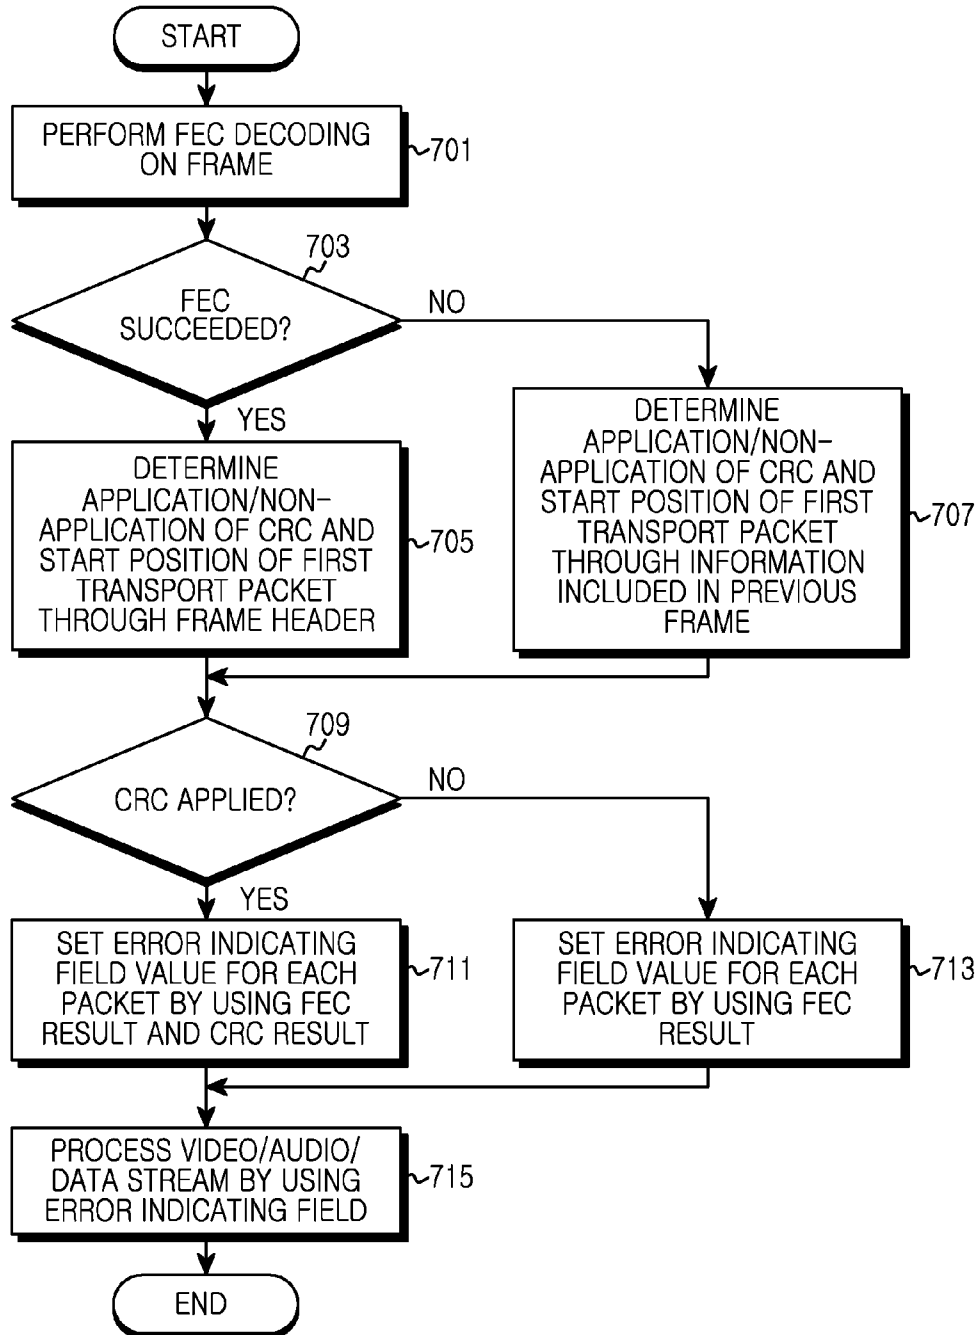 START
PERFORM FEC DECODING
ON FRAME
701
703
FEC
SUCCEEDED?
NO
YES
DETERMINE
APPLICATION/NON-
APPLICATION OF CRC AND
START POSITION OF FIRST
TRANSPORT PACKET
THROUGH FRAME HEADER
705
DETERMINE
APPLICATION/NON-
APPLICATION OF CRC AND
START POSITION OF FIRST
TRANSPORT PACKET
THROUGH INFORMATION
INCLUDED IN PREVIOUS
FRAME
707
709
CRC APPLIED?
NO
YES
SET ERROR INDICATING
FIELD VALUE FOR EACH
PACKET BY USING FEC
RESULT AND CRC RESULT
711
SET ERROR INDICATING
FIELD VALUE FOR EACH
PACKET BY USING FEC
RESULT
713
PROCESS VIDEO/AUDIO/
DATA STREAM BY USING
ERROR INDICATING FIELD
715
END